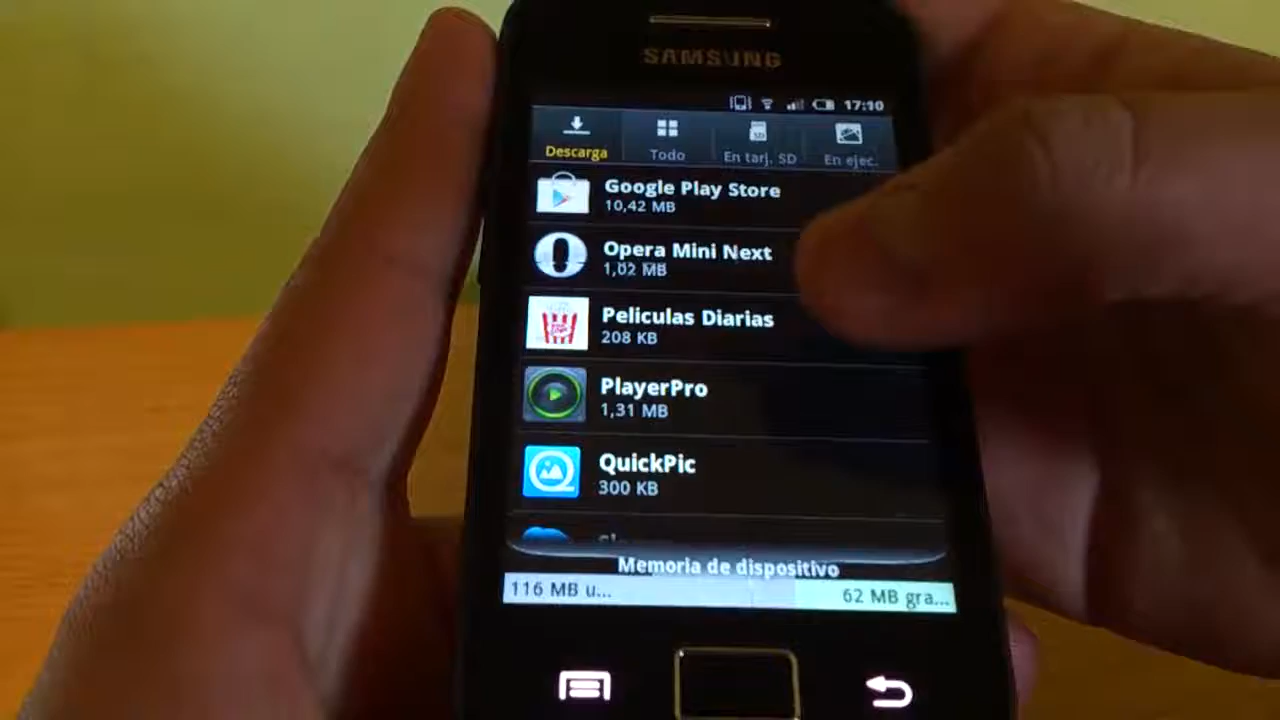 SAMSUNG
17:10
Descarga
Todo
En tarj. SD
En ejec.
Google Play Store
10,42 MB
Opera Mini Next
1,02 MB
Peliculas Diarias
208 KB
PlayerPro
1,31 MB
QuickPic
300 KB
Memoria de dispositivo
116 MB u...
62 MB gra...